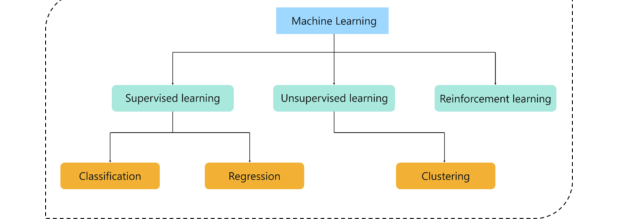 Machine Learning
Supervised learning
Unsupervised learning
Reinforcement learning
Classification
Regression
Clustering